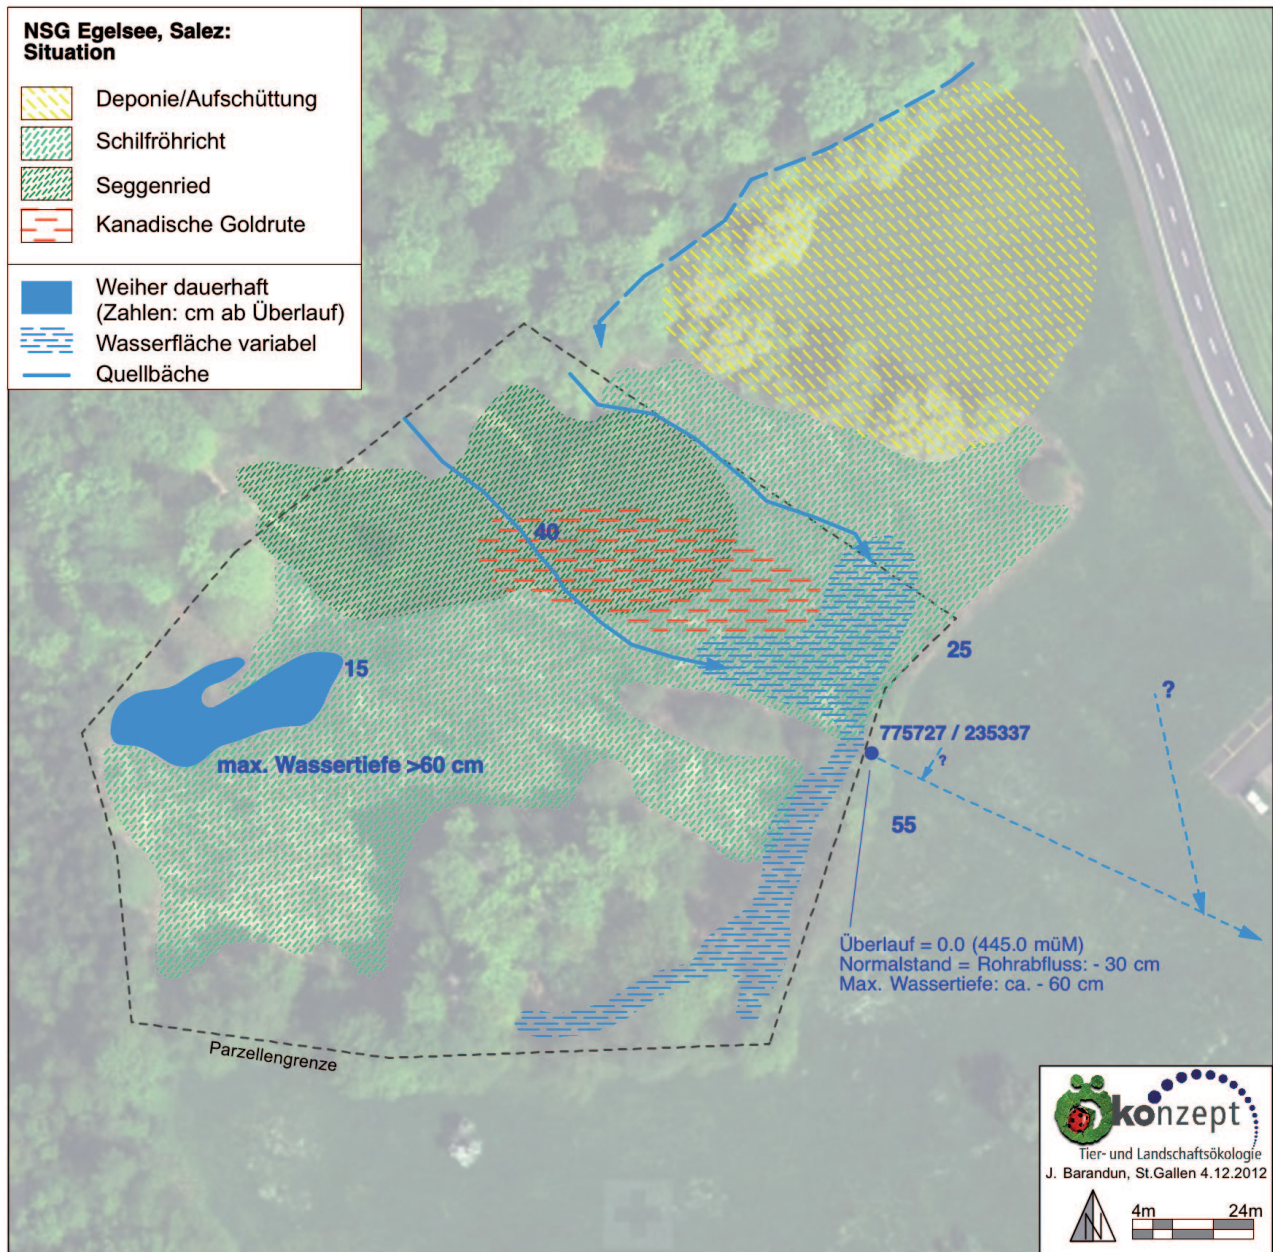 NSG Egelsee, Salez:
Situation
Deponie/Aufschüttung
Schilfröhricht
Seggenried
Kanadische Goldrute
Weiher dauerhaft
(Zahlen: cm ab Überlauf)
Wasserfläche variabel
Quellbäche
40
15
25
?
max. Wassertiefe >60 cm
775727 / 235337
?
55
Überlauf = 0.0 (445.0 müM)
Normalstand = Rohrabfluss: - 30 cm
Max. Wassertiefe: ca. - 60 cm
Parzellengrenze
Ökonzept
Tier- und Landschaftsökologie
J. Barandun, St.Gallen 4.12.2012
N
4m 24m